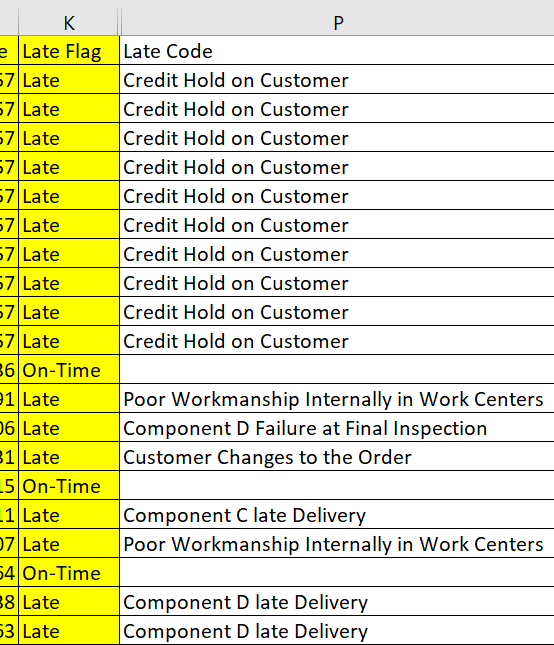 K P
e Late Flag Late Code
57 Late Credit Hold on Customer
57 Late Credit Hold on Customer
57 Late Credit Hold on Customer
57 Late Credit Hold on Customer
57 Late Credit Hold on Customer
57 Late Credit Hold on Customer
57 Late Credit Hold on Customer
57 Late Credit Hold on Customer
57 Late Credit Hold on Customer
57 Late Credit Hold on Customer
36 On-Time
91 Late Poor Workmanship Internally in Work Centers
06 Late Component D Failure at Final Inspection
31 Late Customer Changes to the Order
15 On-Time
11 Late Component C late Delivery
07 Late Poor Workmanship Internally in Work Centers
64 On-Time
38 Late Component D late Delivery
63 Late Component D late Delivery